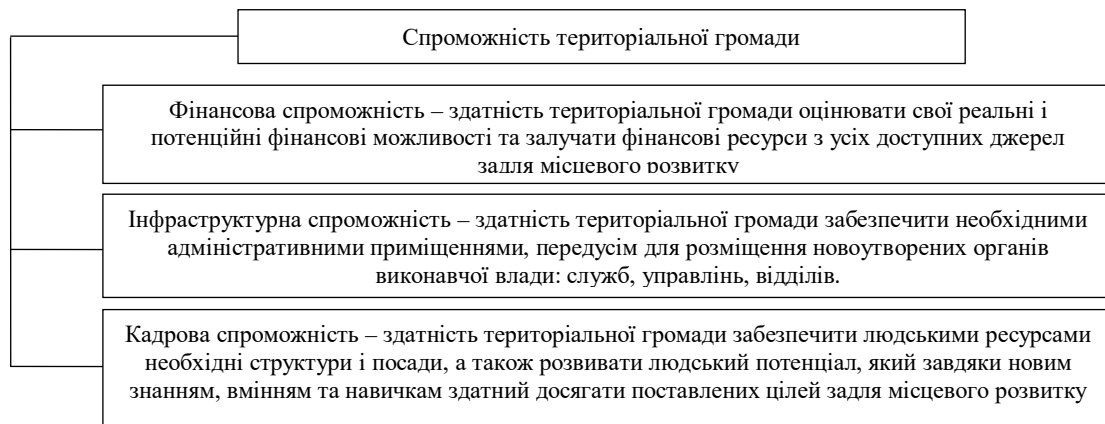 Спроможність територіальної громади
Фінансова спроможність – здатність територіальної громади оцінювати свої реальні і
потенційні фінансові можливості та залучати фінансові ресурси з усіх доступних джерел
задля місцевого розвитку
Інфраструктурна спроможність – здатність територіальної громади забезпечити необхідними
адміністративними приміщеннями, передусім для розміщення новоутворених органів
виконавчої влади: служб, управлінь, відділів.
Кадрова спроможність – здатність територіальної громади забезпечити людськими ресурсами
необхідні структури і посади, а також розвивати людський потенціал, який завдяки новим
знанням, вмінням та навичкам здатний досягати поставлених цілей задля місцевого розвитку